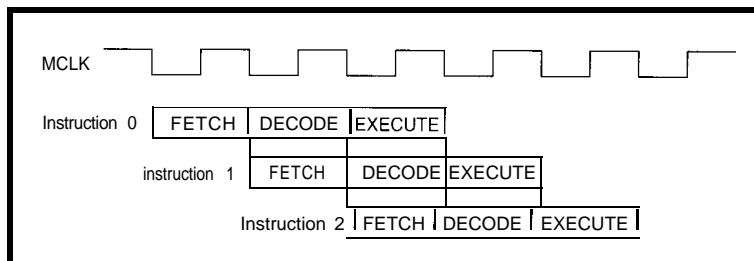 MCLK
Instruction 0 FETCH DECODE EXECUTE
instruction 1 FETCH DECODE EXECUTE
Instruction 2 FETCH DECODE EXECUTE